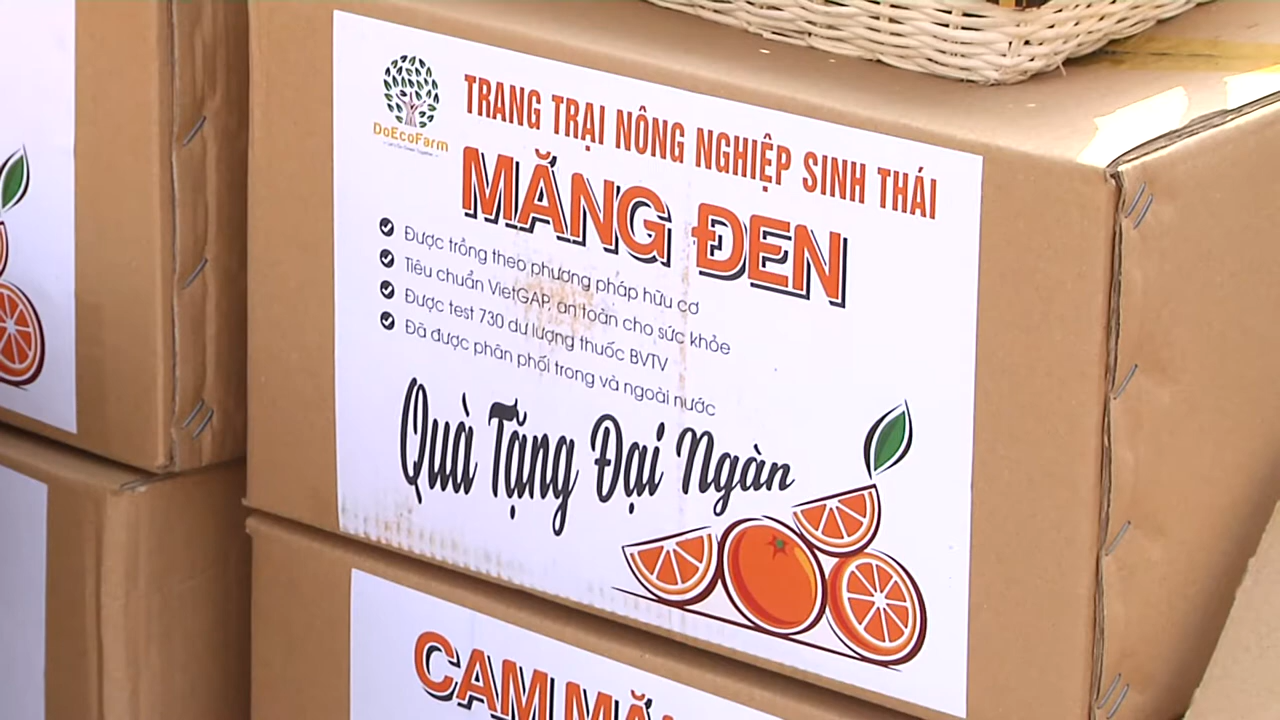 DoEcoFarm
TRANG TRẠI NÔNG NGHIỆP SINH THÁI
MĂNG ĐEN
Được trồng theo phương pháp hữu cơ
Tiêu chuẩn VietGAP, an toàn cho sức khỏe
Được test 730 dư lượng thuốc BVTV
Đã được phân phối trong và ngoài nước
Quà Tặng Đại Ngàn
CAM